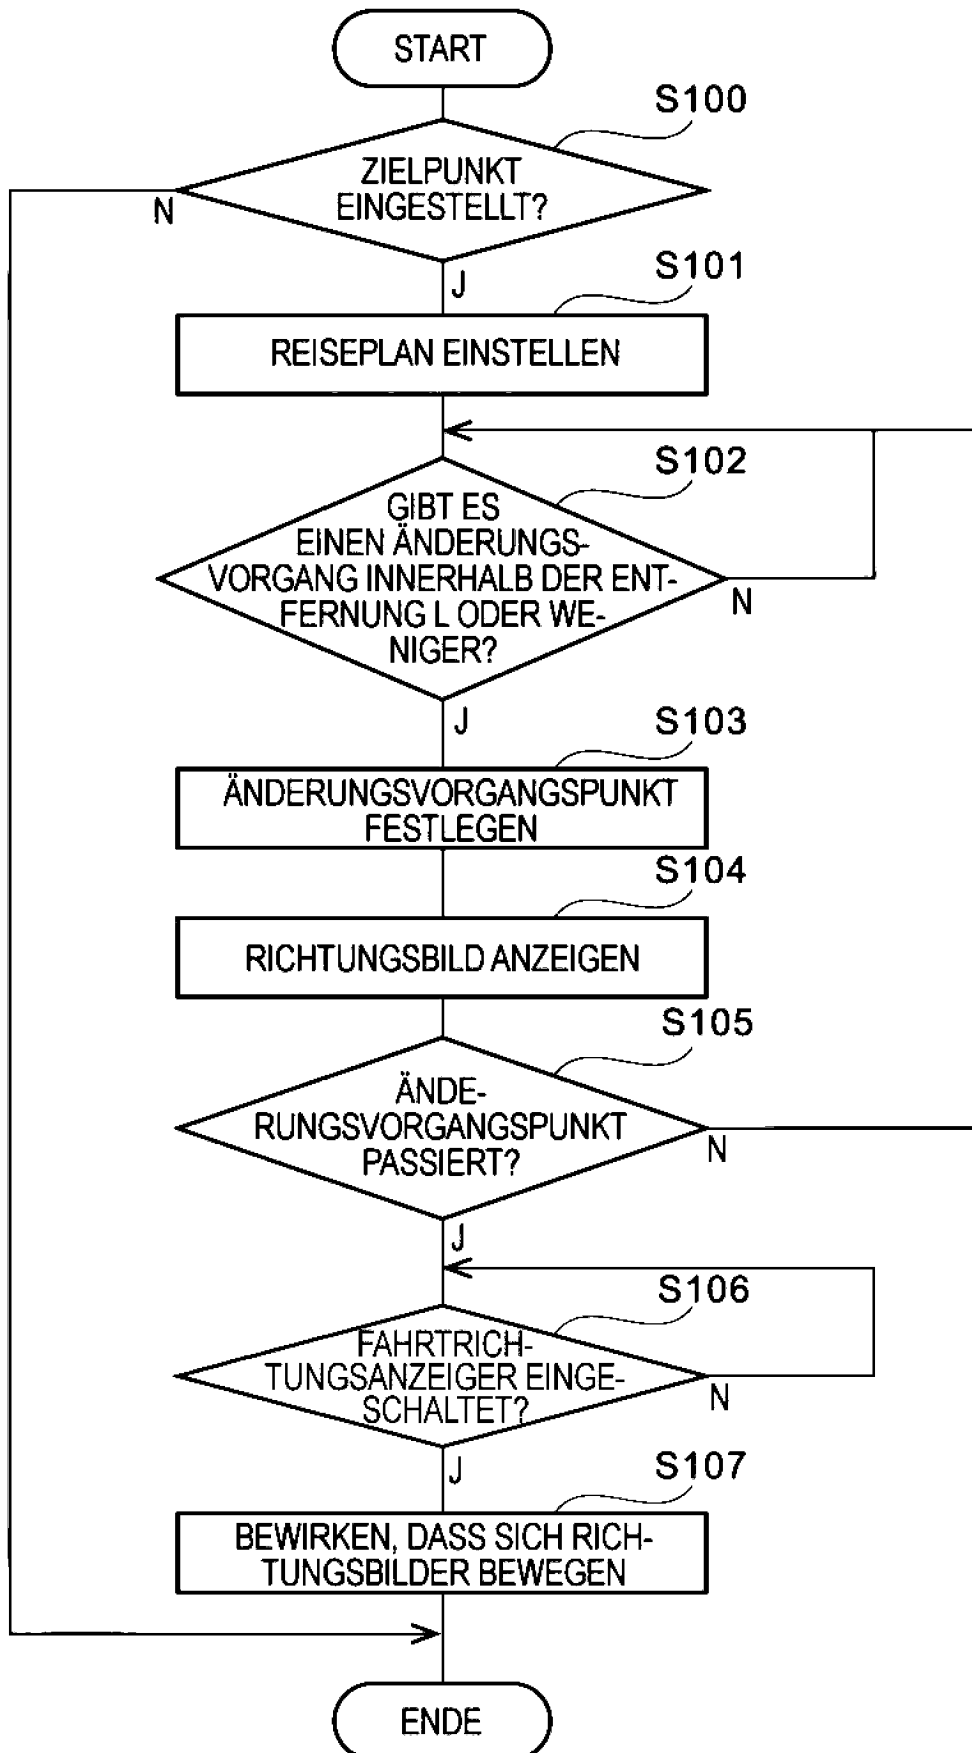 START
S100
ZIELPUNKT
EINGESTELLT?
N
J
S101
REISEPLAN EINSTELLEN
S102
GIBT ES
EINEN ÄNDERUNGS-
VORGANG INNERHALB DER ENT-
FERNUNG L ODER WE-
NIGER?
N
J
S103
ÄNDERUNGSVORGANGSPUNKT
FESTLEGEN
S104
RICHTUNGSBILD ANZEIGEN
S105
ÄNDE-
RUNGSVORGANGSPUNKT
PASSIERT?
N
J
S106
FAHRTRICH-
TUNGSANZEIGER EINGE-
SCHALTET?
N
J
S107
BEWIRKEN, DASS SICH RICH-
TUNGSBILDER BEWEGEN
ENDE